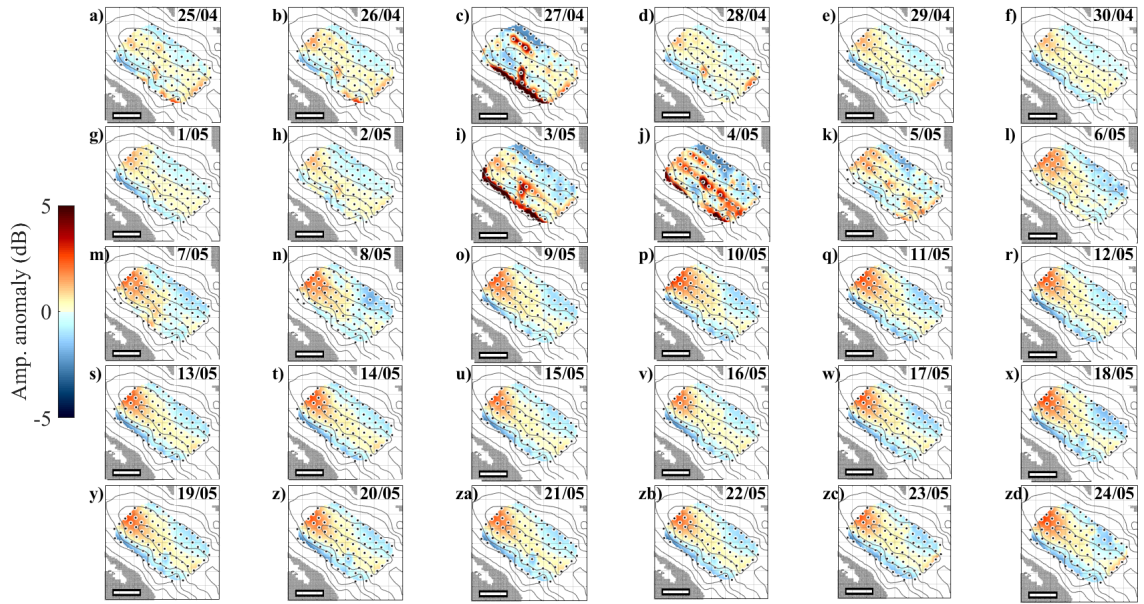 a) 25/04 b) 26/04 c) 27/04 d) 28/04 e) 29/04 f) 30/04
g) 1/05 h) 2/05 i) 3/05 j) 4/05 k) 5/05 l) 6/05
5
0
-5
Amp. anomaly (dB)
m) 7/05 n) 8/05 o) 9/05 p) 10/05 q) 11/05 r) 12/05
s) 13/05 t) 14/05 u) 15/05 v) 16/05 w) 17/05 x) 18/05
y) 19/05 z) 20/05 za) 21/05 zb) 22/05 zc) 23/05 zd) 24/05